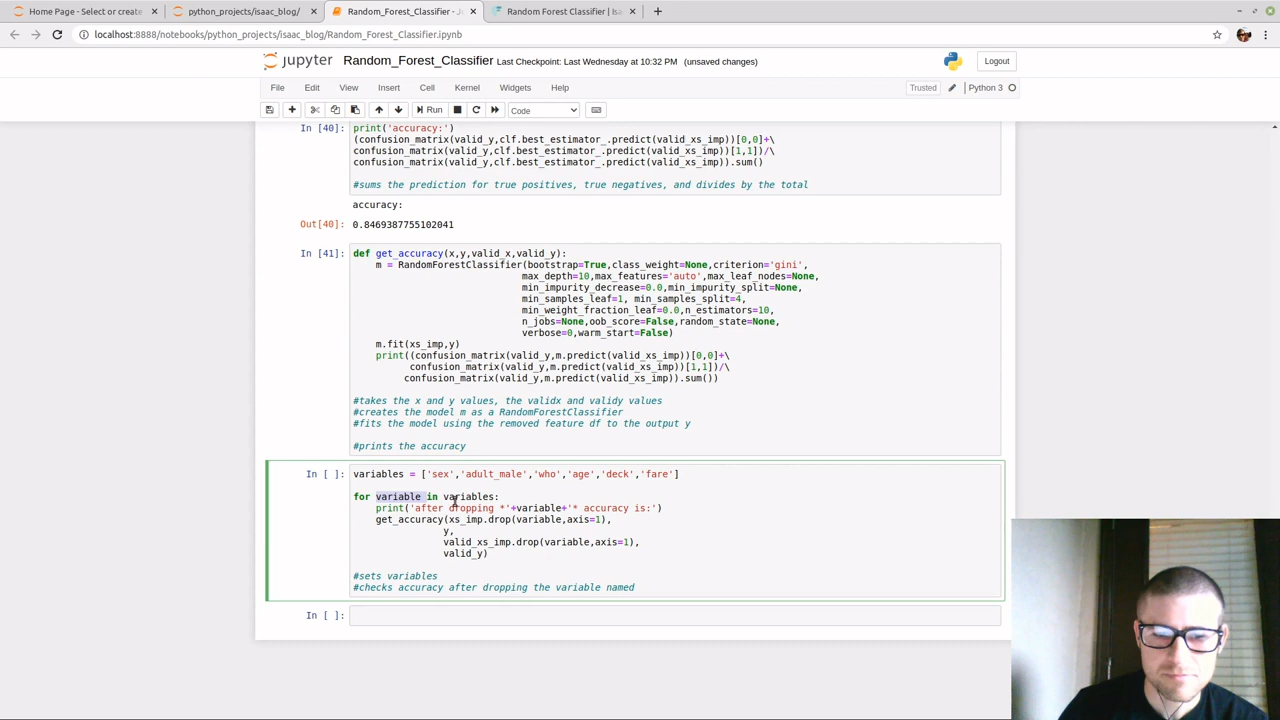 Home Page - Select or create
python_projects/isaac_blog/
Random_Forest_Classifier - J
Random Forest Classifier | Isa
localhost:8888/notebooks/python_projects/isaac_blog/Random_Forest_Classifier.ipynb
jupyter Random_Forest_Classifier Last Checkpoint: Last Wednesday at 10:32 PM (unsaved changes)
Logout
File Edit View Insert Cell Kernel Widgets Help
Trusted Python 3
Run Code
In [40]: print('accuracy:')
(confusion_matrix(valid_y,clf.best_estimator_.predict(valid_xs_imp))[0,0]+\
confusion_matrix(valid_y,clf.best_estimator_.predict(valid_xs_imp))[1,1])/\
confusion_matrix(valid_y,clf.best_estimator_.predict(valid_xs_imp)).sum()
#sums the prediction for true positives, true negatives, and divides by the total
accuracy:
Out[40]: 0.8469387755102041
In [41]: def get_accuracy(x,y,valid_x,valid_y):
m = RandomForestClassifier(bootstrap=True,class_weight=None,criterion='gini',
max_depth=10,max_features='auto',max_leaf_nodes=None,
min_impurity_decrease=0.0,min_impurity_split=None,
min_samples_leaf=1, min_samples_split=4,
min_weight_fraction_leaf=0.0,n_estimators=10,
n_jobs=None,oob_score=False,random_state=None,
verbose=0,warm_start=False)
m.fit(xs_imp,y)
print((confusion_matrix(valid_y,m.predict(valid_xs_imp))[0,0]+\
confusion_matrix(valid_y,m.predict(valid_xs_imp))[1,1])/\
confusion_matrix(valid_y,m.predict(valid_xs_imp)).sum())
#takes the x and y values, the validx and validy values
#creates the model m as a RandomForestClassifier
#fits the model using the removed feature df to the output y
#prints the accuracy
In [ ]: variables = ['sex','adult_male','who','age','deck','fare']
for variable in variables:
print('after dropping *'+variable+'* accuracy is:')
get_accuracy(xs_imp.drop(variable,axis=1),
y,
valid_xs_imp.drop(variable,axis=1),
valid_y)
#sets variables
#checks accuracy after dropping the variable named
In [ ]: